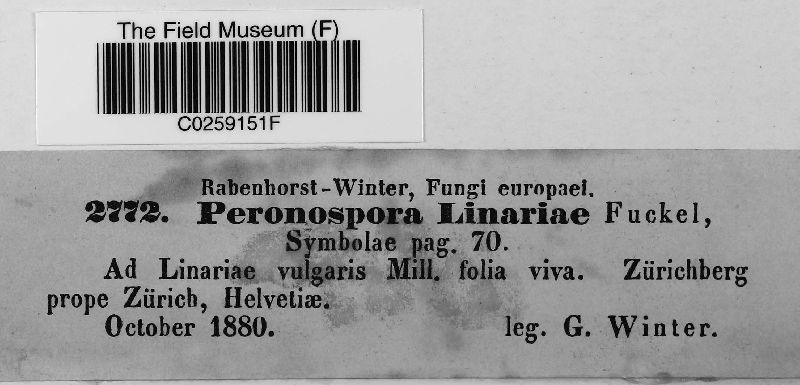 The Field Museum (F)
C0259151F
Rabenhorst-Winter, Fungi europaei.
2772. Peronospora Linariae Fuckel,
Symbolae pag. 70.
Ad Linariae vulgaris Mill. folia viva. Zürichberg
prope Zürich, Helvetiæ.
October 1880. leg. G. Winter.